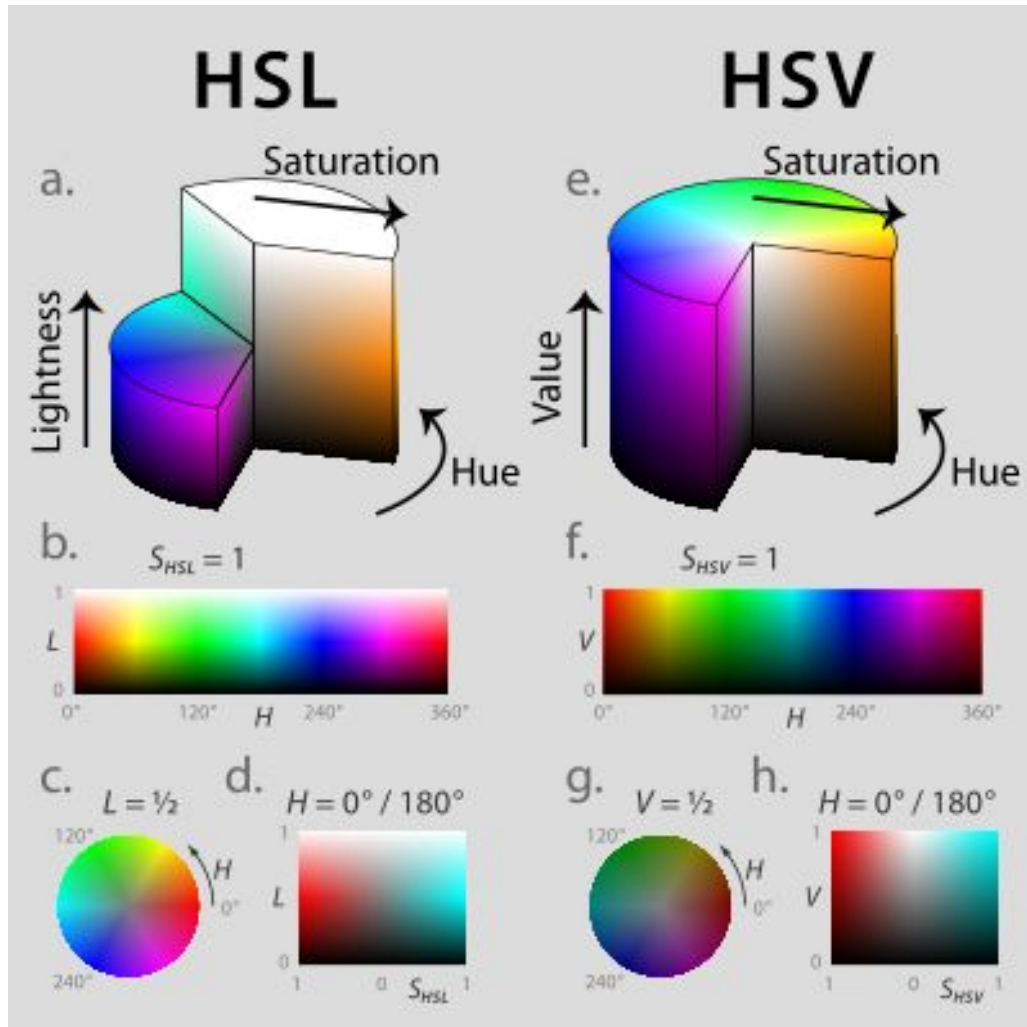 HSL
a.
Saturation
Lightness
Hue
b.
S_HSL = 1
1
L
0
0° 120° H 240° 360°
c.
L = ½
120°
H
0°
240°
d.
H = 0° / 180°
1
L
0
1 0 S_HSL 1
HSV
e.
Saturation
Value
Hue
f.
S_HSV = 1
1
V
0
0° 120° H 240° 360°
g.
V = ½
120°
H
0°
240°
h.
H = 0° / 180°
1
V
0
1 0 S_HSV 1